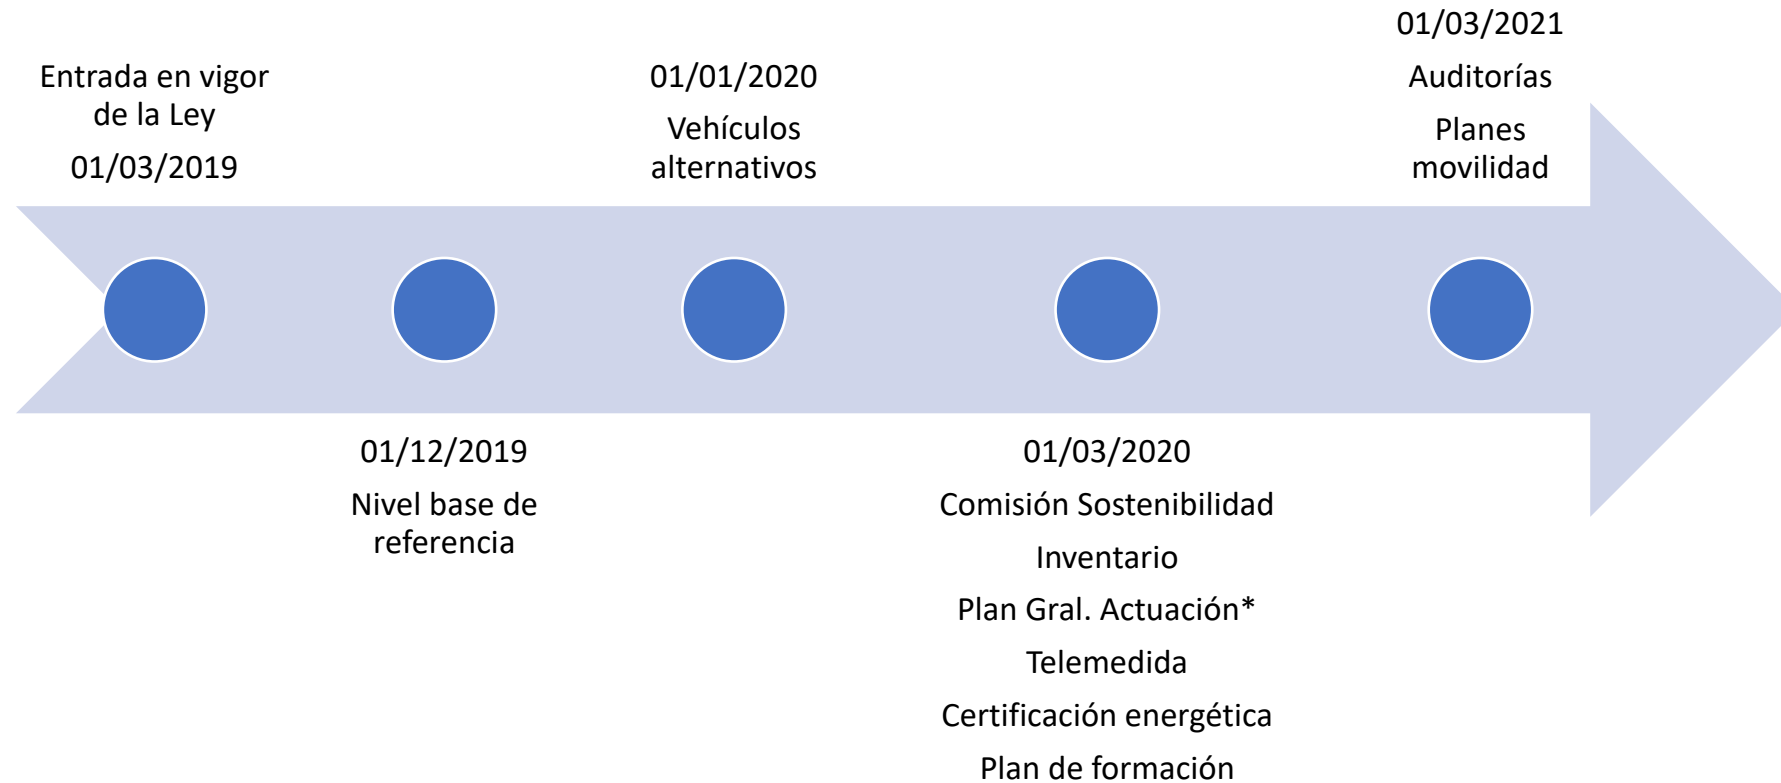 Entrada en vigor
de la Ley
01/03/2019
01/12/2019
Nivel base de
referencia
01/01/2020
Vehículos
alternativos
01/03/2020
Comisión Sostenibilidad
Inventario
Plan Gral. Actuación*
Telemedida
Certificación energética
Plan de formación
01/03/2021
Auditorías
Planes
movilidad